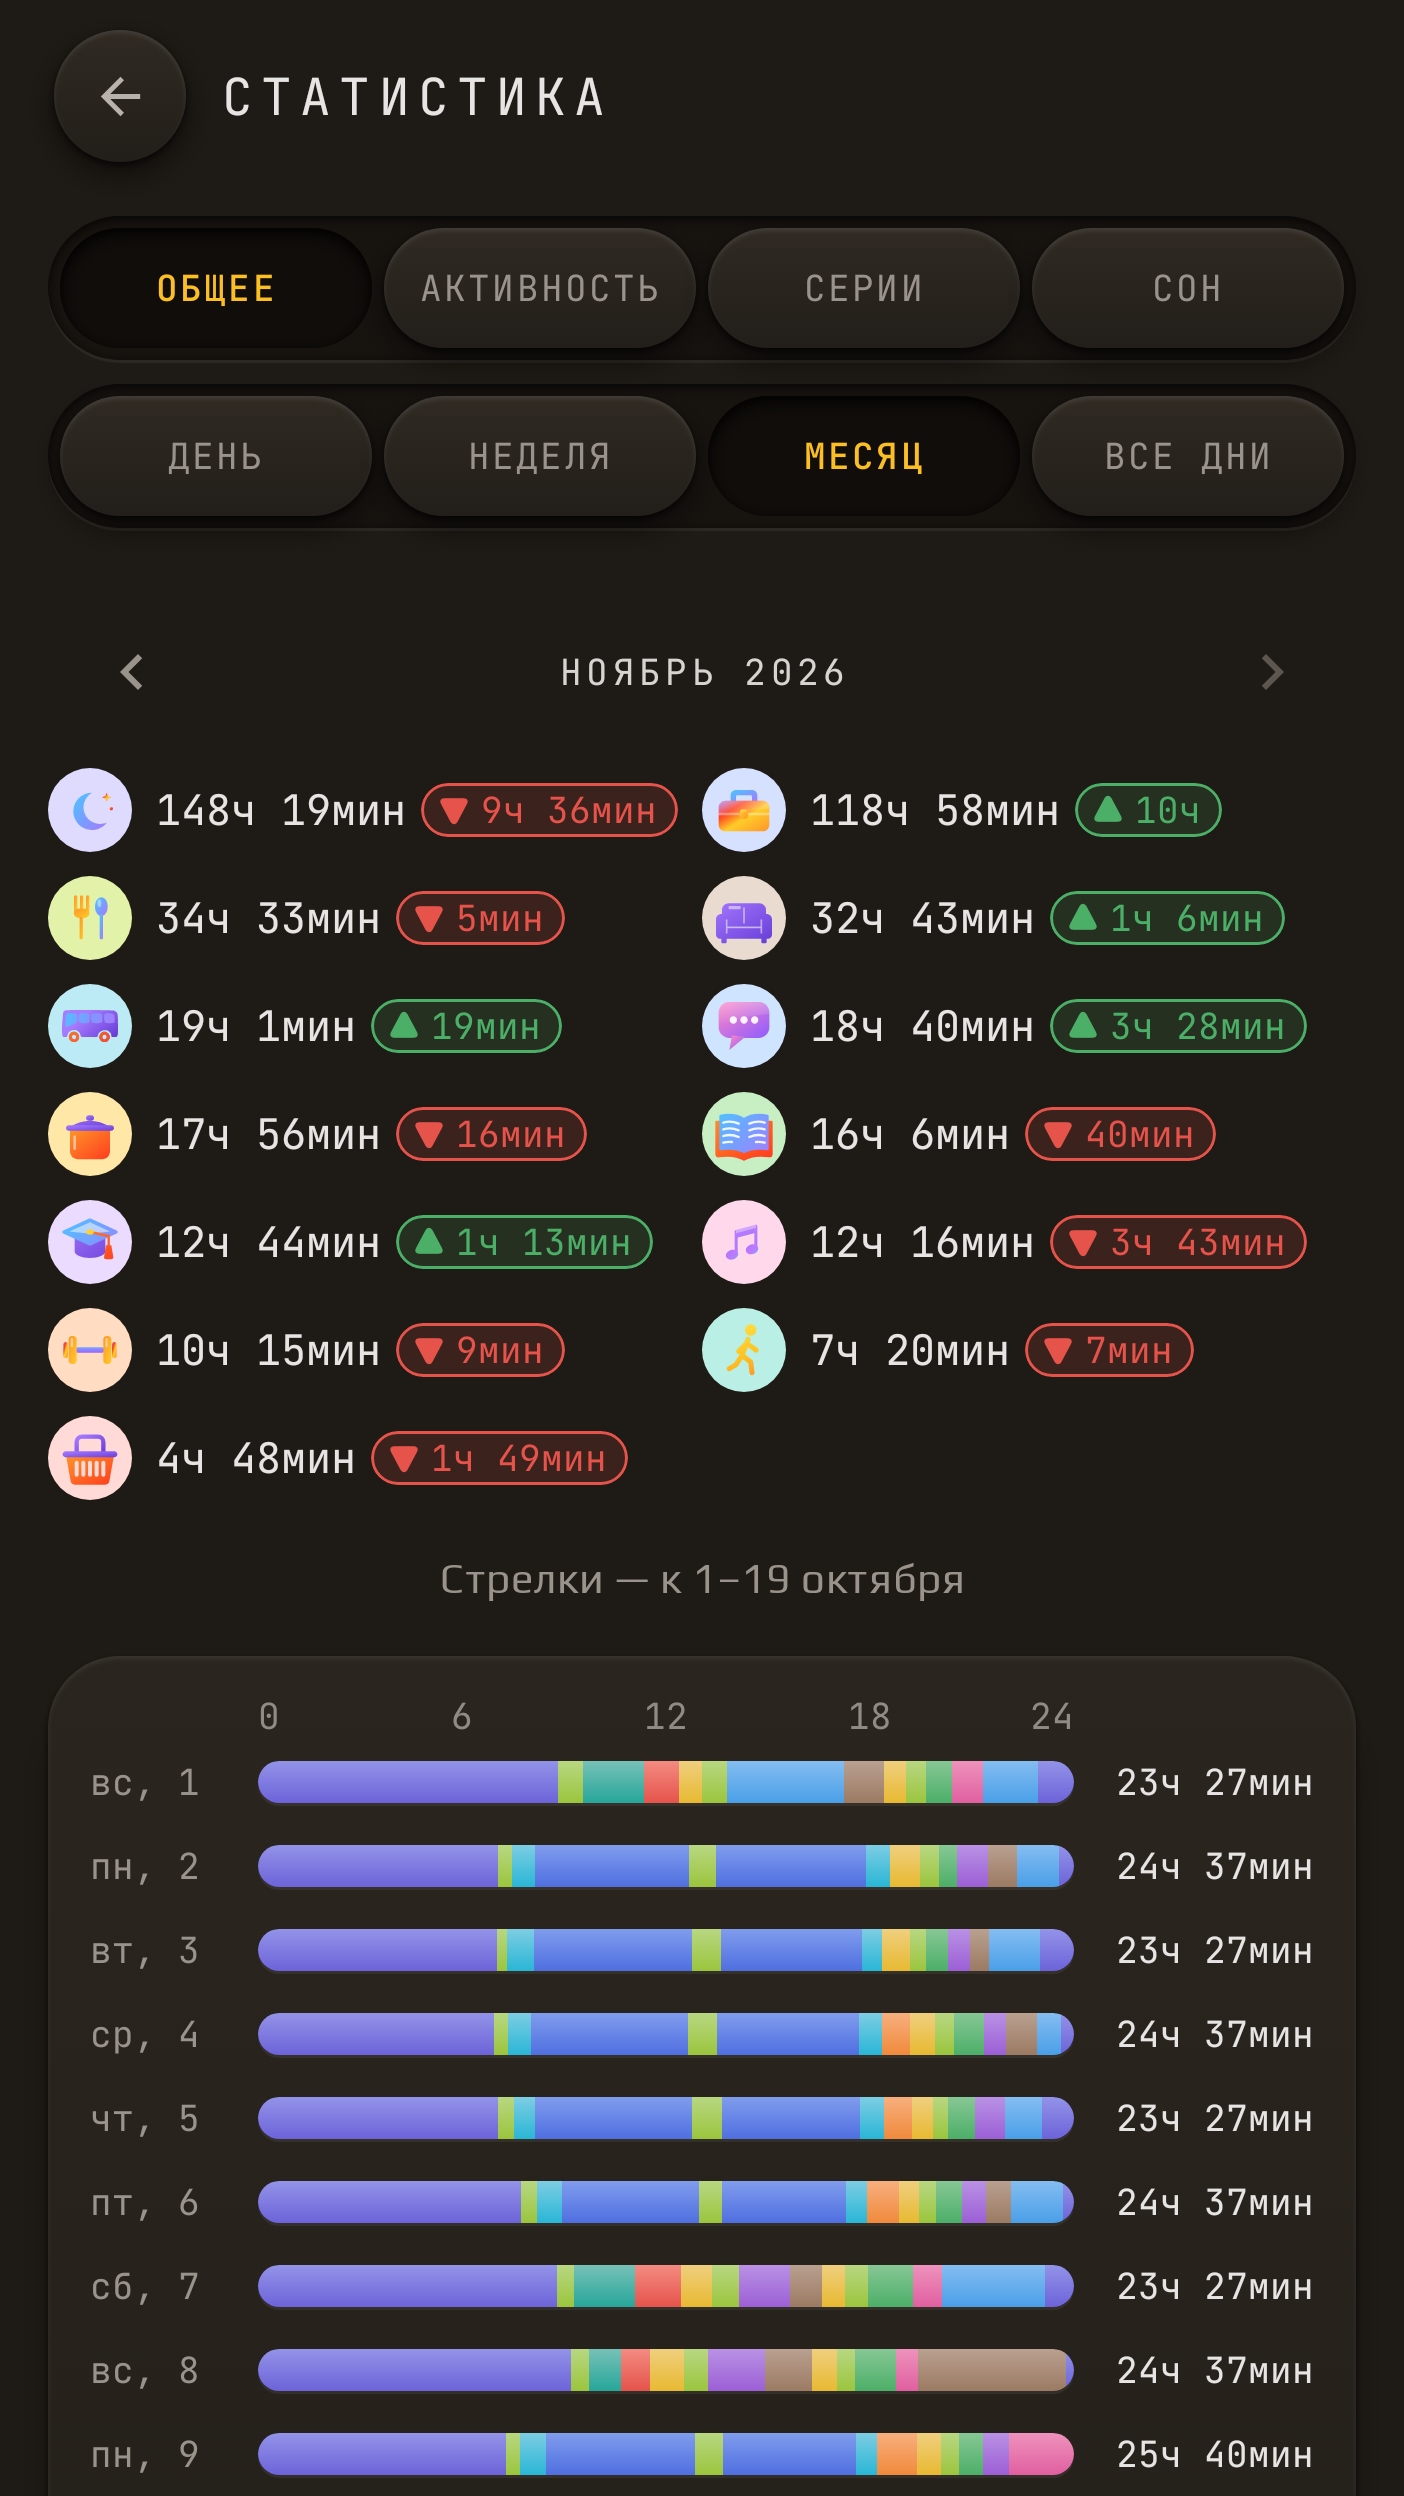 СТАТИСТИКА
ОБЩЕЕ АКТИВНОСТЬ СЕРИИ СОН
ДЕНЬ НЕДЕЛЯ МЕСЯЦ ВСЕ ДНИ
НОЯБРЬ 2026
148ч 19мин 9ч 36мин 118ч 58мин 10ч
34ч 33мин 5мин 32ч 43мин 1ч 6мин
19ч 1мин 19мин 18ч 40мин 3ч 28мин
17ч 56мин 16мин 16ч 6мин 40мин
12ч 44мин 1ч 13мин 12ч 16мин 3ч 43мин
10ч 15мин 9мин 7ч 20мин 7мин
4ч 48мин 1ч 49мин
Стрелки — к 1–19 октября
0 6 12 18 24
вс, 1 23ч 27мин
пн, 2 24ч 37мин
вт, 3 23ч 27мин
ср, 4 24ч 37мин
чт, 5 23ч 27мин
пт, 6 24ч 37мин
сб, 7 23ч 27мин
вс, 8 24ч 37мин
пн, 9 25ч 40мин